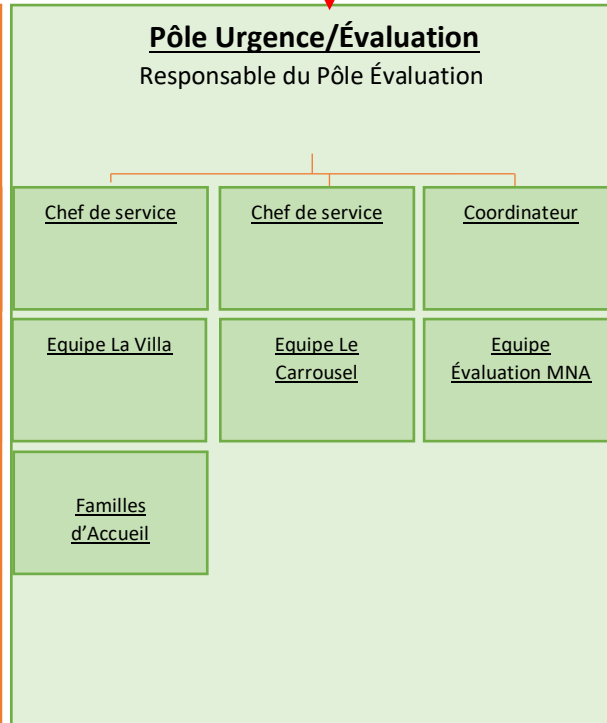 Pôle Urgence/Évaluation
Responsable du Pôle Évaluation
Chef de service
Chef de service
Coordinateur
Equipe La Villa
Equipe Le
Carrousel
Equipe
Évaluation MNA
Familles
d’Accueil